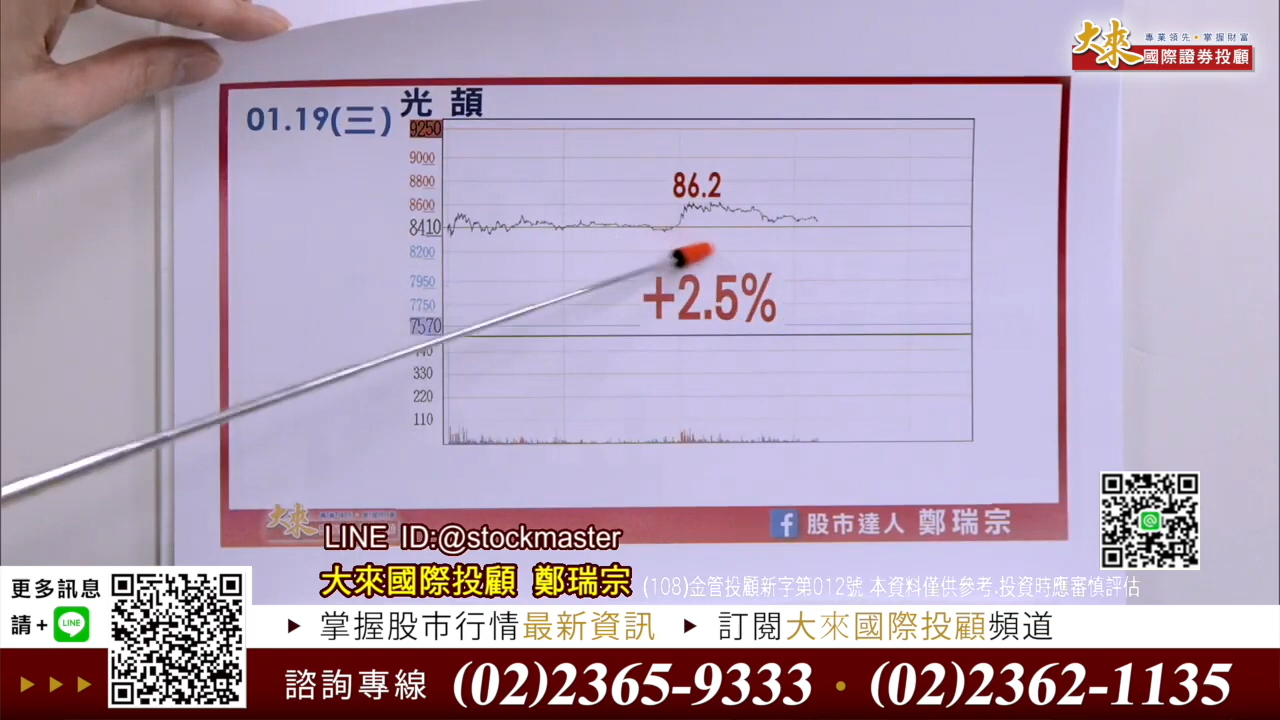 大來 專業領先•掌握財富
國際證券投顧
01.19(三) 光頡
9250
9000
8800
8600
8410
8200
7950
7750
7570
86.2
+2.5%
440
330
220
110
大來
f 股市達人 鄭瑞宗
LINE ID:@stockmaster
大來國際投顧 鄭瑞宗 (108)金管投顧新字第012號 本資料僅供參考.投資時應審慎評估
更多訊息
請+ LINE
掌握股市行情最新資訊 訂閱大來國際投顧頻道
諮詢專線 (02)2365-9333 • (02)2362-1135